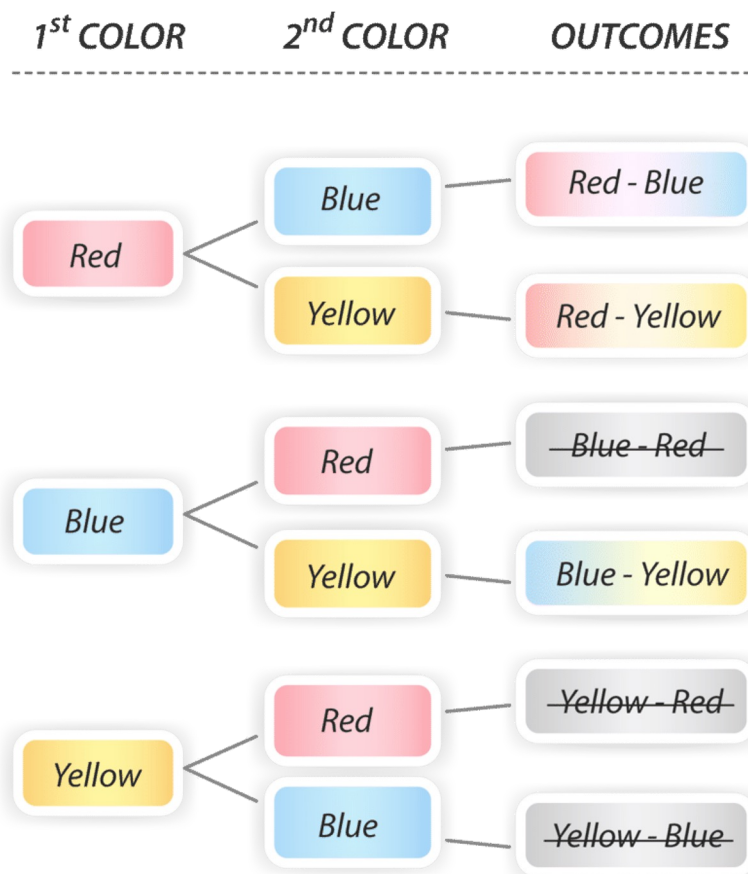 1st COLOR 2nd COLOR OUTCOMES
Blue Red - Blue
Red
Yellow Red - Yellow
Red Blue - Red
Blue
Yellow Blue - Yellow
Red Yellow - Red
Yellow
Blue Yellow - Blue